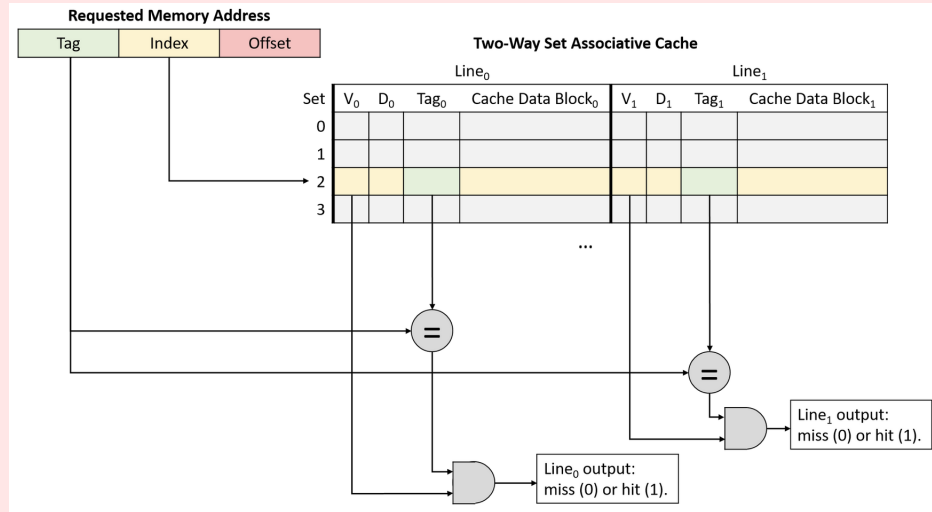 Requested Memory Address
Tag Index Offset
Two-Way Set Associative Cache
Line₀ Line₁
Set V₀ D₀ Tag₀ Cache Data Block₀ V₁ D₁ Tag₁ Cache Data Block₁
0
1
2
3
...
=
=
Line₁ output:
miss (0) or hit (1).
Line₀ output:
miss (0) or hit (1).